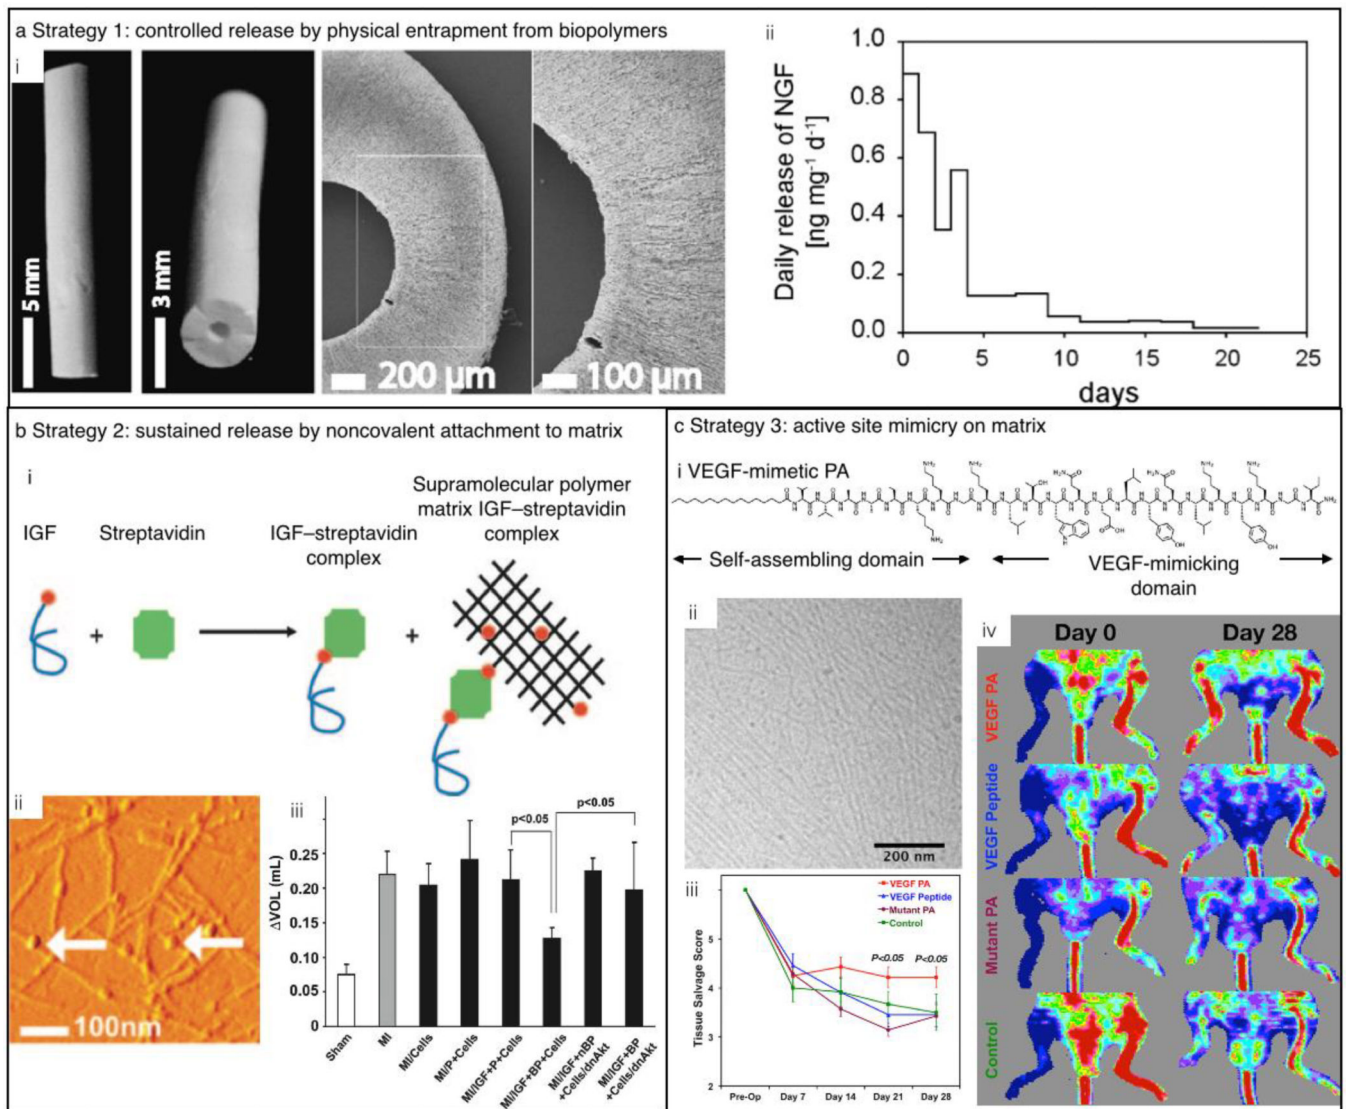 a Strategy 1: controlled release by physical entrapment from biopolymers
i
5 mm
3 mm
200 µm
100 µm
ii
Daily release of NGF
[ng mg⁻¹ d⁻¹]
1.0
0.8
0.6
0.4
0.2
0.0
0 5 10 15 20 25
days
b Strategy 2: sustained release by noncovalent attachment to matrix
i
IGF
Streptavidin
IGF–streptavidin
complex
Supramolecular polymer
matrix IGF–streptavidin
complex
+
+
ii
100nm
iii
ΔVOL (mL)
0.25
0.20
0.15
0.10
0.05
0
p<0.05
p<0.05
Sham
MI
MI/Cells
MI/P+Cells
MI/IGF+P+Cells
MI/IGF+BP+Cells
MI/IGF+nBP
+Cells/dnAkt
MI/IGF+BP
+Cells/dnAkt
c Strategy 3: active site mimicry on matrix
i VEGF-mimetic PA
Self-assembling domain
VEGF-mimicking
domain
ii
200 nm
iii
Tissue Salvage Score
5
4
3
2
VEGF PA
VEGF Peptide
Mutant PA
Control
P<0.05 P<0.05
Pre-Op Day 7 Day 14 Day 21 Day 28
iv
Day 0 Day 28
VEGF PA
VEGF Peptide
Mutant PA
Control